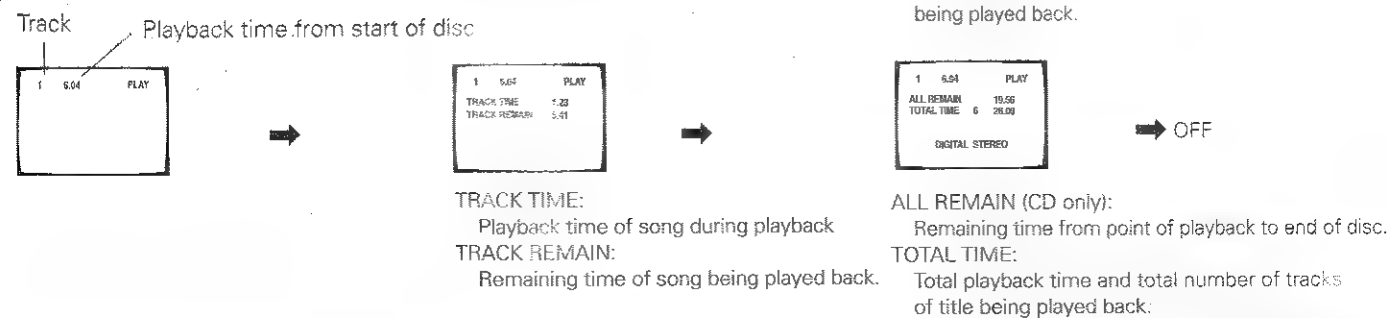 being played back.
Track
Playback time from start of disc
1 6.04 PLAY
1 6.04 PLAY
TRACK TIME 1.23
TRACK REMAIN 5.41
1 6.04 PLAY
ALL REMAIN 19.56
TOTAL TIME 6 26.00
DIGITAL STEREO
OFF
TRACK TIME:
Playback time of song during playback
TRACK REMAIN:
Remaining time of song being played back.
ALL REMAIN (CD only):
Remaining time from point of playback to end of disc.
TOTAL TIME:
Total playback time and total number of tracks
of title being played back.